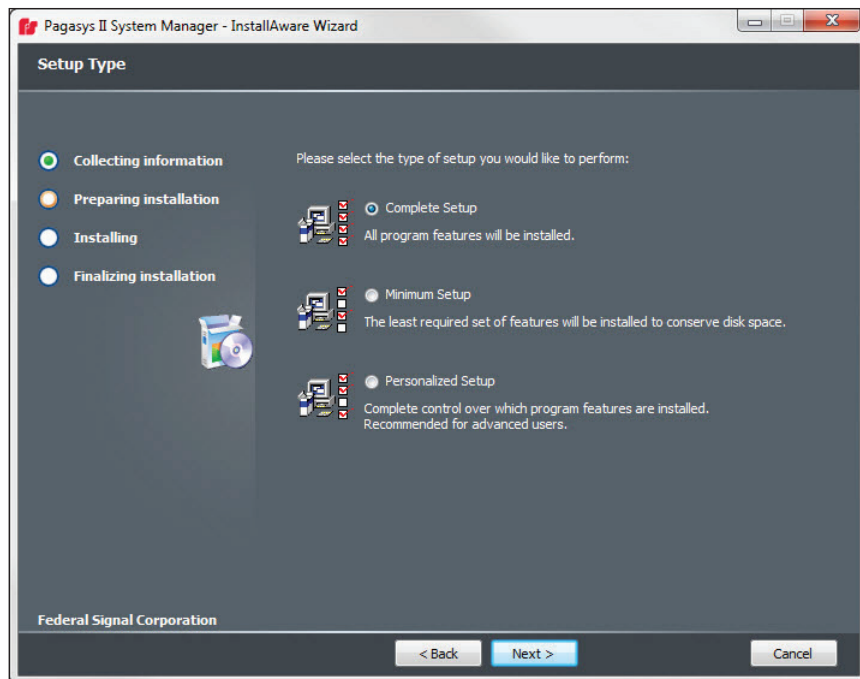 Pagasys II System Manager - InstallAware Wizard
Setup Type
Collecting information
Preparing installation
Installing
Finalizing installation
Please select the type of setup you would like to perform:
Complete Setup
All program features will be installed.
Minimum Setup
The least required set of features will be installed to conserve disk space.
Personalized Setup
Complete control over which program features are installed.
Recommended for advanced users.
Federal Signal Corporation
< Back
Next >
Cancel